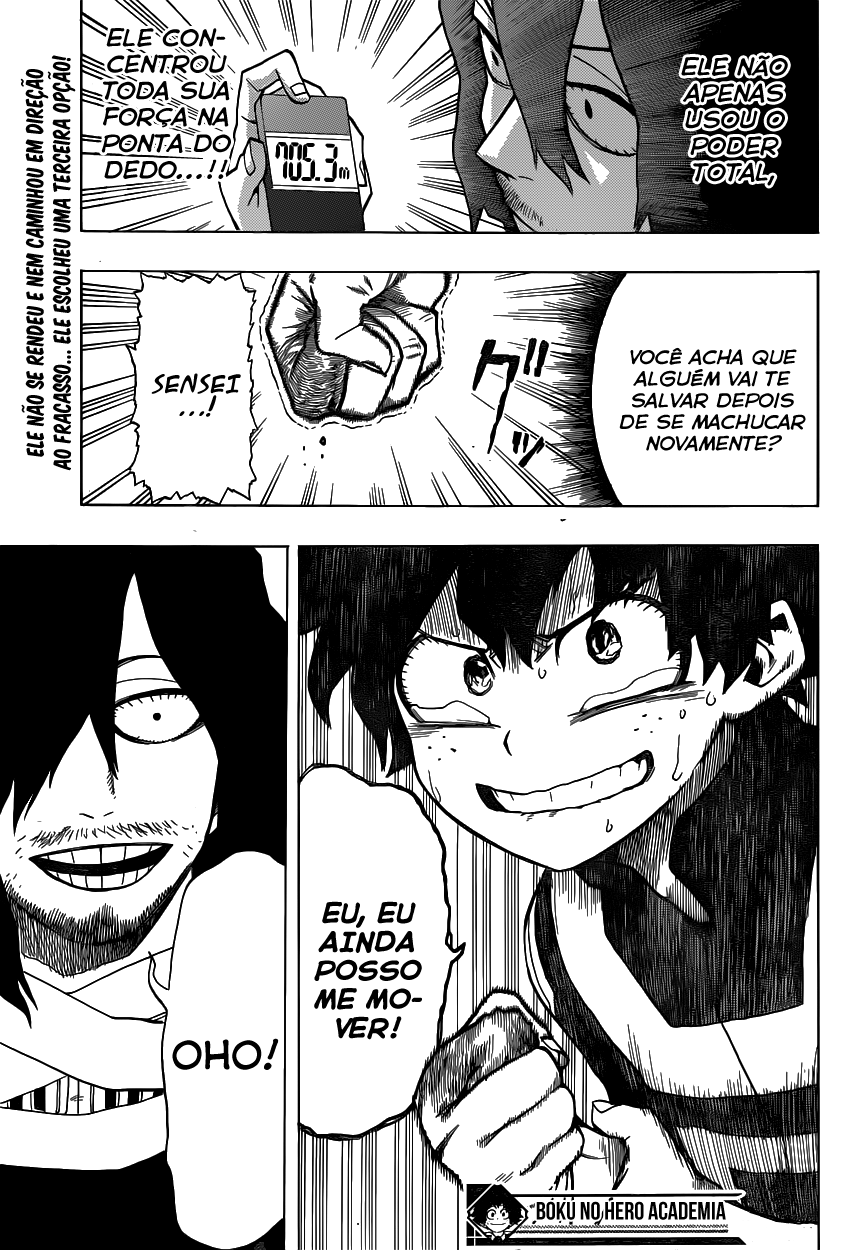 ELE NÃO
APENAS
USOU O
PODER
TOTAL,
ELE CON-
CENTROU
TODA SUA
FORÇA NA
PONTA DO
DEDO...!!
705.3m
VOCÊ ACHA QUE
ALGUÉM VAI TE
SALVAR DEPOIS
DE SE MACHUCAR
NOVAMENTE?
グッ
SENSEI
...!
EU, EU
AINDA
POSSO
ME MO-
VER!
OHO!
ELE NÃO SE RENDEU E NEM CAMINHOU EM DIREÇÃO
AO FRACASSO... ELE ESCOLHEU UMA TERCEIRA OPÇÃO!
BOKU NO HERO ACADEMIA